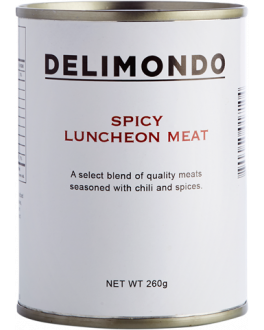 DELIMONDO
SPICY
LUNCHEON MEAT
A select blend of quality meats
seasoned with chili and spices.
NET WT 260g